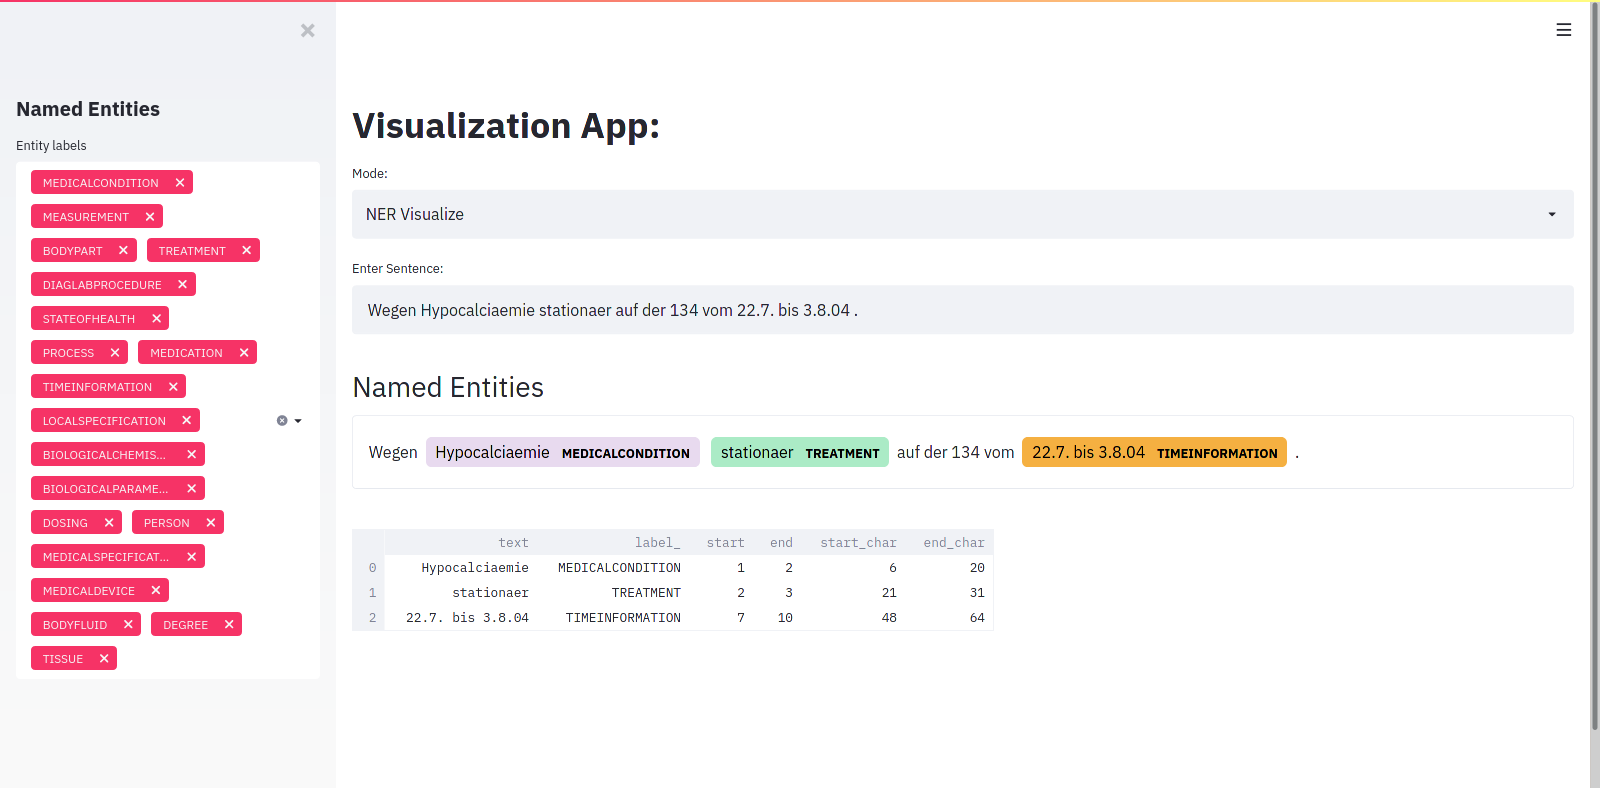 Named Entities
Entity labels
MEDICALCONDITION
MEASUREMENT
BODYPART TREATMENT
DIAGLABPROCEDURE
STATEOFHEALTH
PROCESS MEDICATION
TIMEINFORMATION
LOCALSPECIFICATION
BIOLOGICALCHEMIS...
BIOLOGICALPARAME...
DOSING PERSON
MEDICALSPECIFICAT...
MEDICALDEVICE
BODYFLUID DEGREE
TISSUE
Visualization App:
Mode:
NER Visualize
Enter Sentence:
Wegen Hypocalciaemie stationaer auf der 134 vom 22.7. bis 3.8.04 .
Named Entities
Wegen Hypocalciaemie MEDICALCONDITION stationaer TREATMENT auf der 134 vom 22.7. bis 3.8.04 TIMEINFORMATION .
text label_ start end start_char end_char
0 Hypocalciaemie MEDICALCONDITION 1 2 6 20
1 stationaer TREATMENT 2 3 21 31
2 22.7. bis 3.8.04 TIMEINFORMATION 7 10 48 64